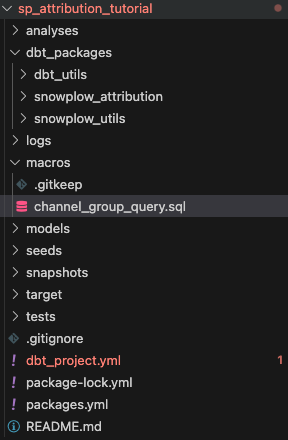 sp_attribution_tutorial
analyses
dbt_packages
dbt_utils
snowplow_attribution
snowplow_utils
logs
macros
.gitkeep
channel_group_query.sql
models
seeds
snapshots
target
tests
.gitignore
! dbt_project.yml 1
! package-lock.yml
! packages.yml
README.md